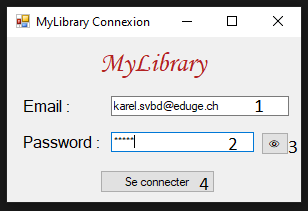 MyLibrary Connexion
MyLibrary
Email : karel.svbd@eduge.ch 1
Password : ***** 2 3
Se connecter 4